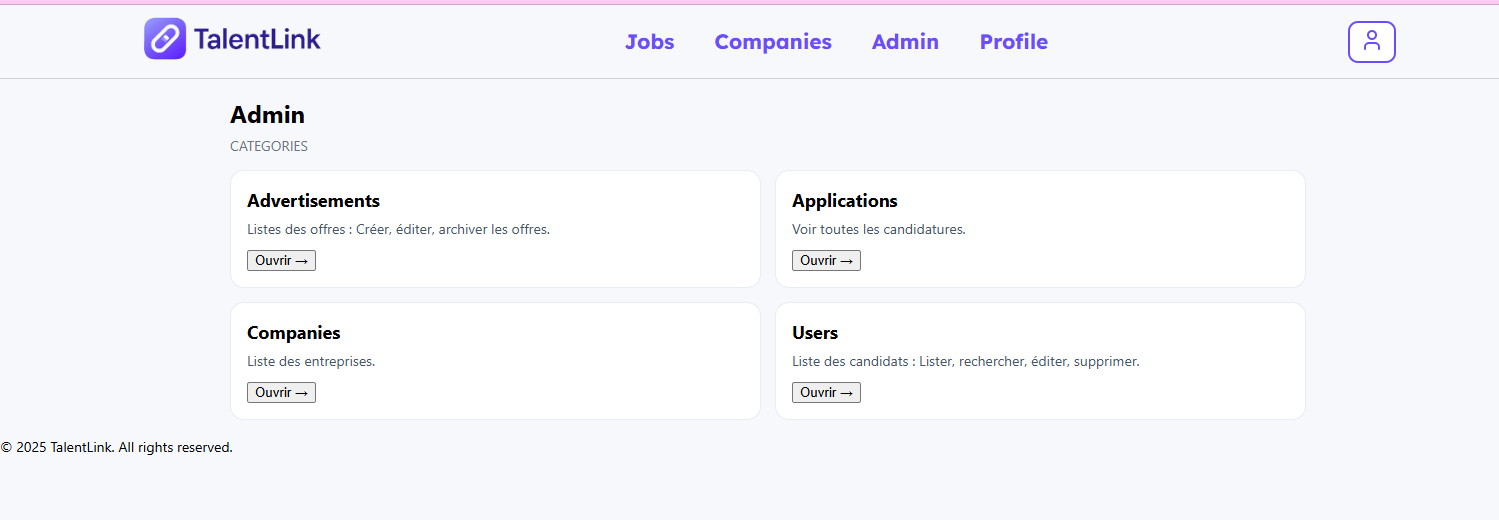 TalentLink
Jobs
Companies
Admin
Profile
Admin
CATEGORIES
Advertisements
Listes des offres : Créer, éditer, archiver les offres.
Ouvrir →
Applications
Voir toutes les candidatures.
Ouvrir →
Companies
Liste des entreprises.
Ouvrir →
Users
Liste des candidats : Lister, rechercher, éditer, supprimer.
Ouvrir →
© 2025 TalentLink. All rights reserved.